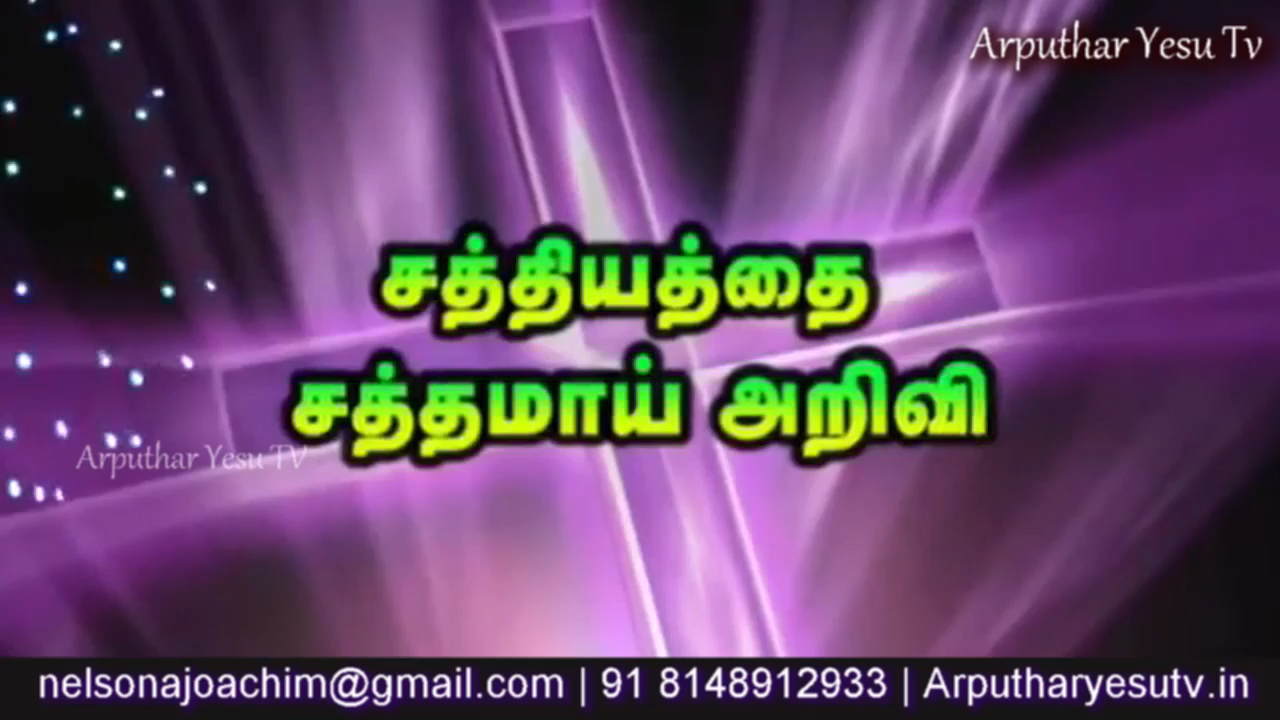 Arputhar Yesu Tv
சத்தியத்தை
சத்தமாய் அறிவி
Arputhar Yesu TV
nelsonajoachim@gmail.com | 91 8148912933 | Arputharyesutv.in